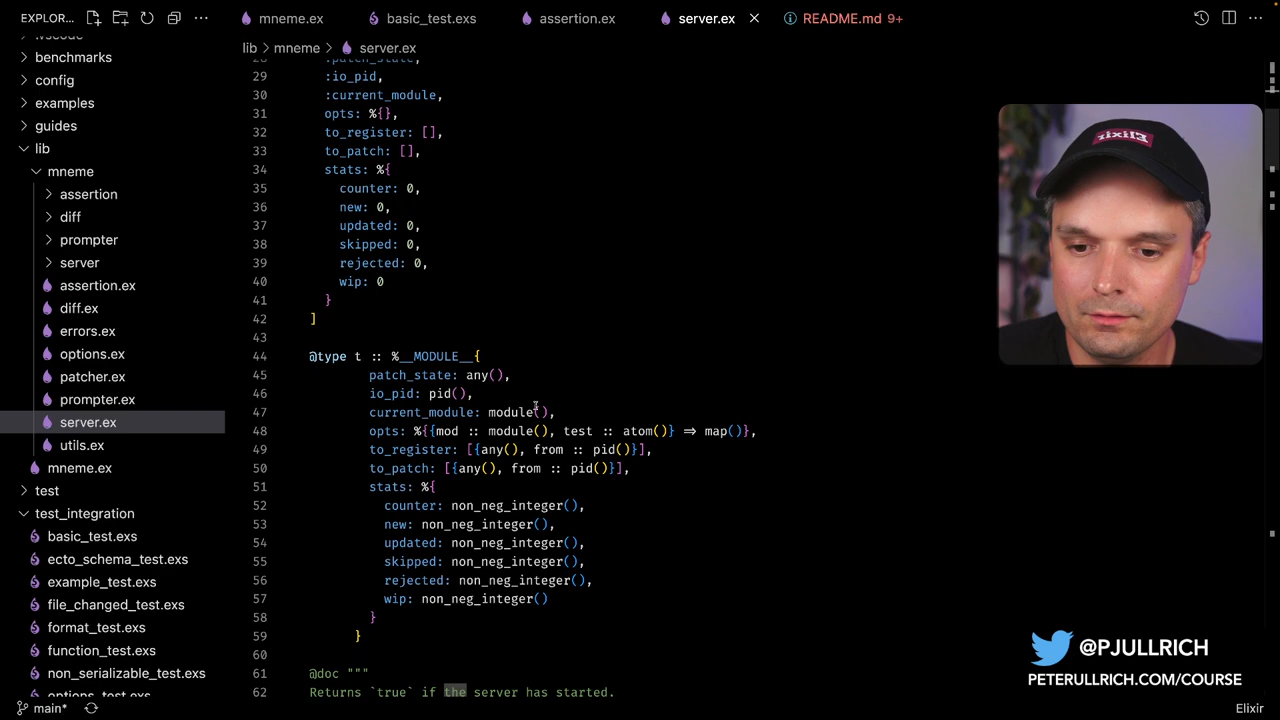 EXPLOR...
mneme.ex
basic_test.exs
assertion.ex
server.ex
README.md 9+
lib > mneme > server.ex
.vscode
benchmarks
config
examples
guides
lib
mneme
assertion
diff
prompter
server
assertion.ex
diff.ex
errors.ex
options.ex
patcher.ex
prompter.ex
server.ex
utils.ex
mneme.ex
test
test_integration
basic_test.exs
ecto_schema_test.exs
example_test.exs
file_changed_test.exs
format_test.exs
function_test.exs
non_serializable_test.exs
options_test.exs
28 :patch_state,
29 :io_pid,
30 :current_module,
31 opts: %{},
32 to_register: [],
33 to_patch: [],
34 stats: %{
35 counter: 0,
36 new: 0,
37 updated: 0,
38 skipped: 0,
39 rejected: 0,
40 wip: 0
41 }
42 ]
43
44 @type t :: %__MODULE__{
45 patch_state: any(),
46 io_pid: pid(),
47 current_module: module(),
48 opts: %{{mod :: module(), test :: atom()} => map()},
49 to_register: [{any(), from :: pid()}],
50 to_patch: [{any(), from :: pid()}],
51 stats: %{
52 counter: non_neg_integer(),
53 new: non_neg_integer(),
54 updated: non_neg_integer(),
55 skipped: non_neg_integer(),
56 rejected: non_neg_integer(),
57 wip: non_neg_integer()
58 }
59 }
60
61 @doc """
62 Returns `true` if the server has started.
@PJULLRICH
PETERULLRICH.COM/COURSE
main*
Elixir